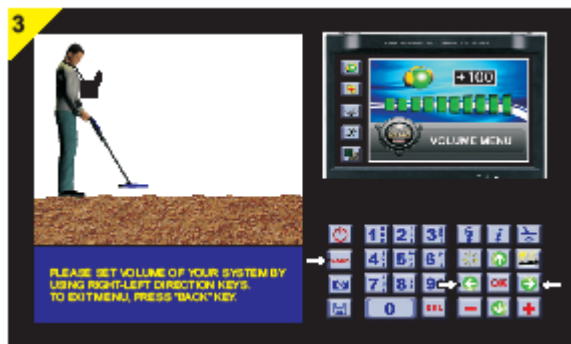 3
+100
VOLUME MENU
PLEASE SET VOLUME OF YOUR SYSTEM BY
USING RIGHT-LEFT DIRECTION KEYS.
TO EXIT MENU, PRESS "BACK" KEY.
1 2 3
4 5 6
7 8 9 OK
0 DEL